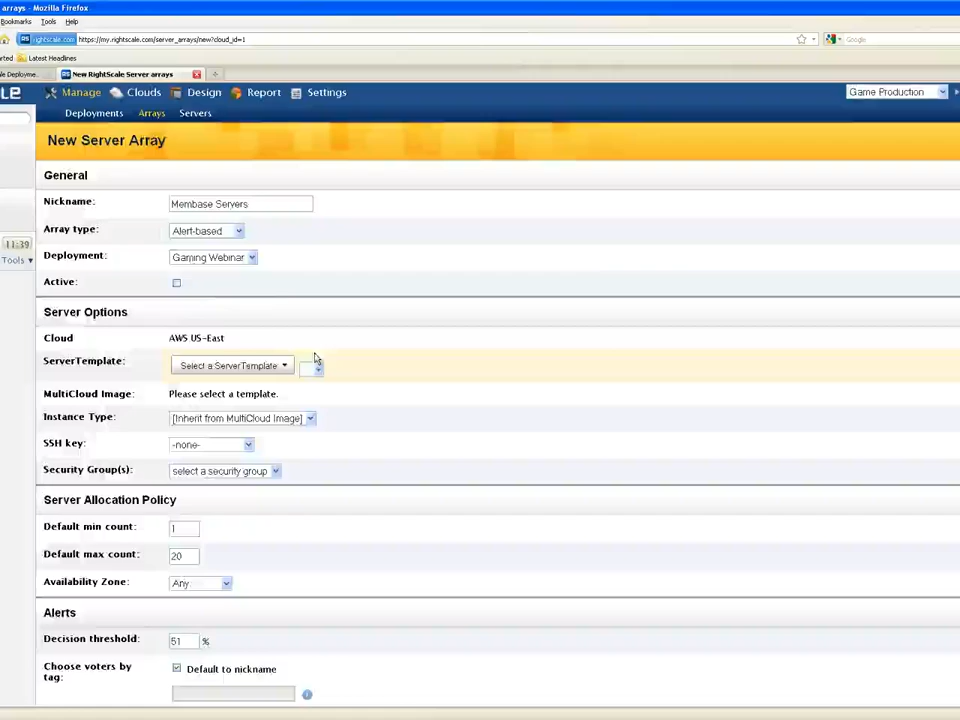 arrays - Mozilla Firefox
Bookmarks Tools Help
rightscale.com https://my.rightscale.com/server_arrays/new?cloud_id=1 Google
Latest Headlines
New RightScale Server arrays
Manage Clouds Design Report Settings Game Production
Deployments Arrays Servers
New Server Array
General
Nickname: Membase Servers
Array type: Alert-based
Deployment: Gaming Webinar
11:39
Tools
Active:
Server Options
Cloud AWS US-East
ServerTemplate: Select a ServerTemplate
MultiCloud Image: Please select a template.
Instance Type: [Inherit from MultiCloud Image]
SSH key: -none-
Security Group(s): select a security group
Server Allocation Policy
Default min count: 1
Default max count: 20
Availability Zone: Any
Alerts
Decision threshold: 51 %
Choose voters by Default to nickname
tag: